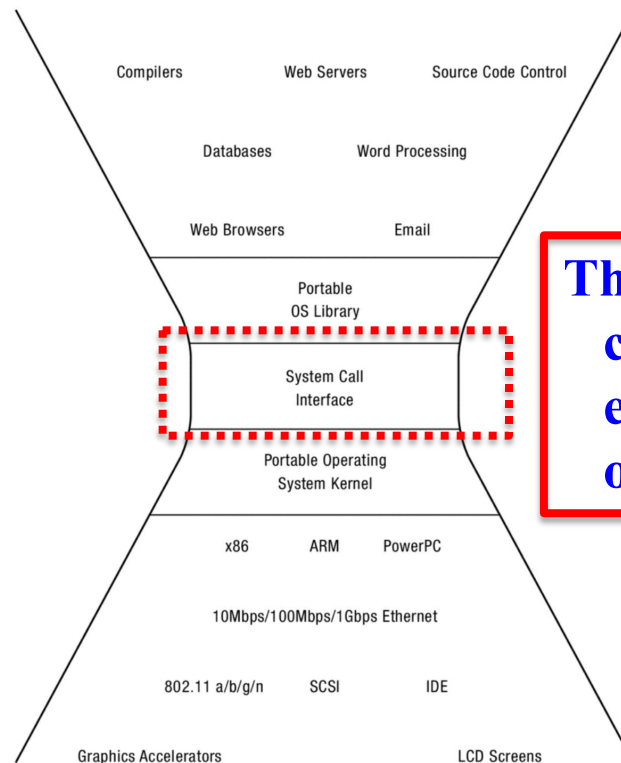 Compilers Web Servers Source Code Control
Databases Word Processing
Web Browsers Email
Portable
OS Library
System Call
Interface
Portable Operating
System Kernel
x86 ARM PowerPC
10Mbps/100Mbps/1Gbps Ethernet
802.11 a/b/g/n SCSI IDE
Graphics Accelerators LCD Screens